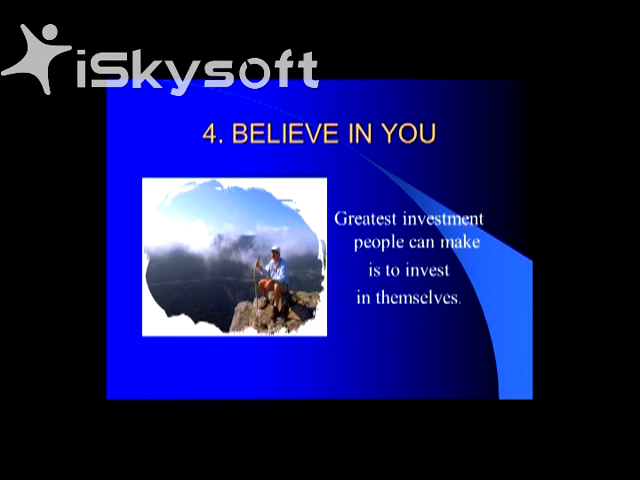 iSkysoft
4. BELIEVE IN YOU
Greatest investment
people can make
is to invest
in themselves.